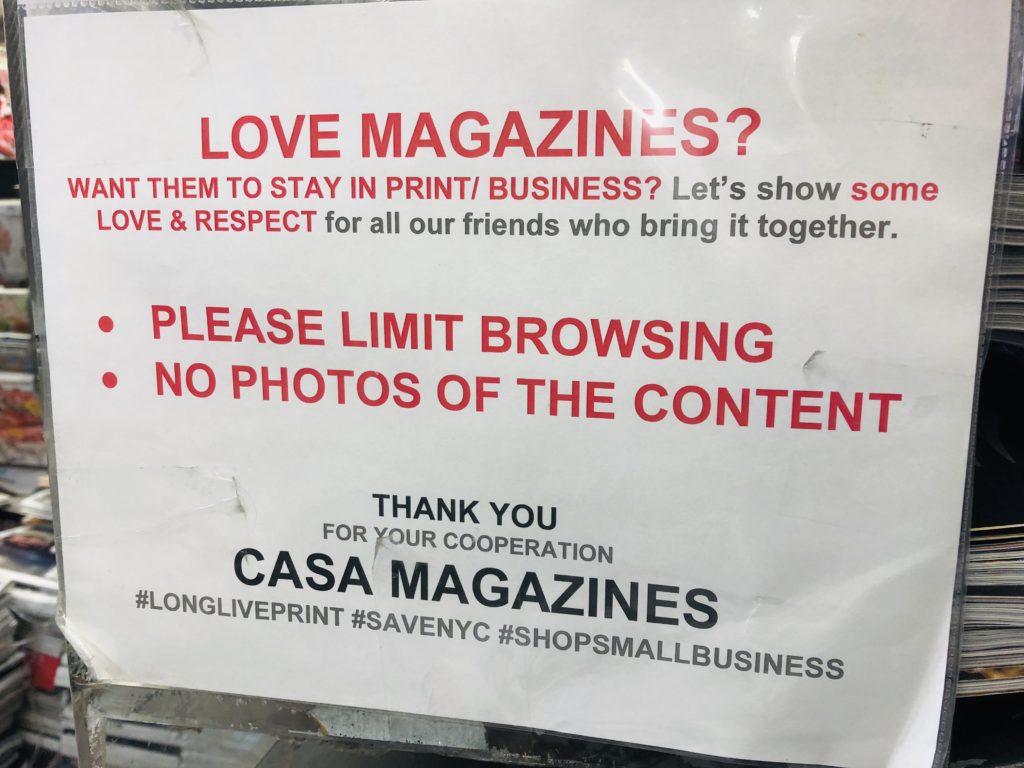 LOVE MAGAZINES?
WANT THEM TO STAY IN PRINT/ BUSINESS? Let's show some
LOVE & RESPECT for all our friends who bring it together.
• PLEASE LIMIT BROWSING
• NO PHOTOS OF THE CONTENT
THANK YOU
FOR YOUR COOPERATION
CASA MAGAZINES
#LONGLIVEPRINT #SAVENYC #SHOPSMALLBUSINESS